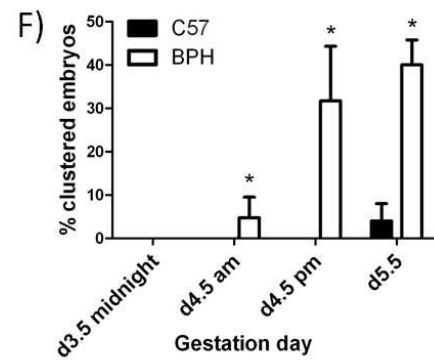 F)
C57
BPH
% clustered embryos
50
40
30
20
10
0
* * *
d3.5 midnight
d4.5 am
d4.5 pm
d5.5
Gestation day